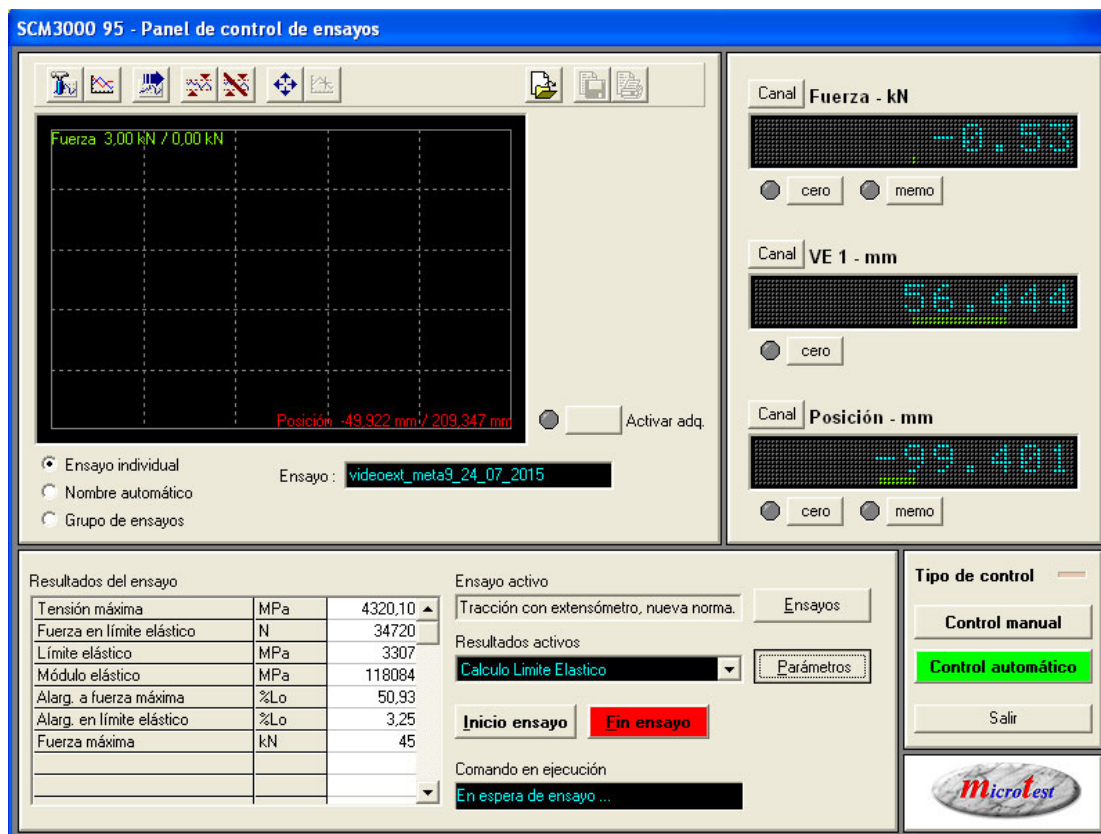 SCM3000 95 - Panel de control de ensayos
Fuerza 3,00 kN / 0,00 kN
Posición -49,922 mm / 209,347 mm
Activar adq.
Ensayo individual
Nombre automático
Grupo de ensayos
Ensayo : videoext_meta9_24_07_2015
Canal Fuerza - kN
-0.53
cero memo
Canal VE 1 - mm
56.444
cero
Canal Posición - mm
-99.401
cero memo
Resultados del ensayo
Tensión máxima MPa 4320,10
Fuerza en límite elástico N 34720
Límite elástico MPa 3307
Módulo elástico MPa 118084
Alarg. a fuerza máxima %Lo 50,93
Alarg. en límite elástico %Lo 3,25
Fuerza máxima kN 45
Ensayo activo
Tracción con extensómetro, nueva norma.
Ensayos
Resultados activos
Calculo Limite Elastico
Parámetros
Inicio ensayo Fin ensayo
Comando en ejecución
En espera de ensayo ...
Tipo de control
Control manual
Control automático
Salir
Microtest